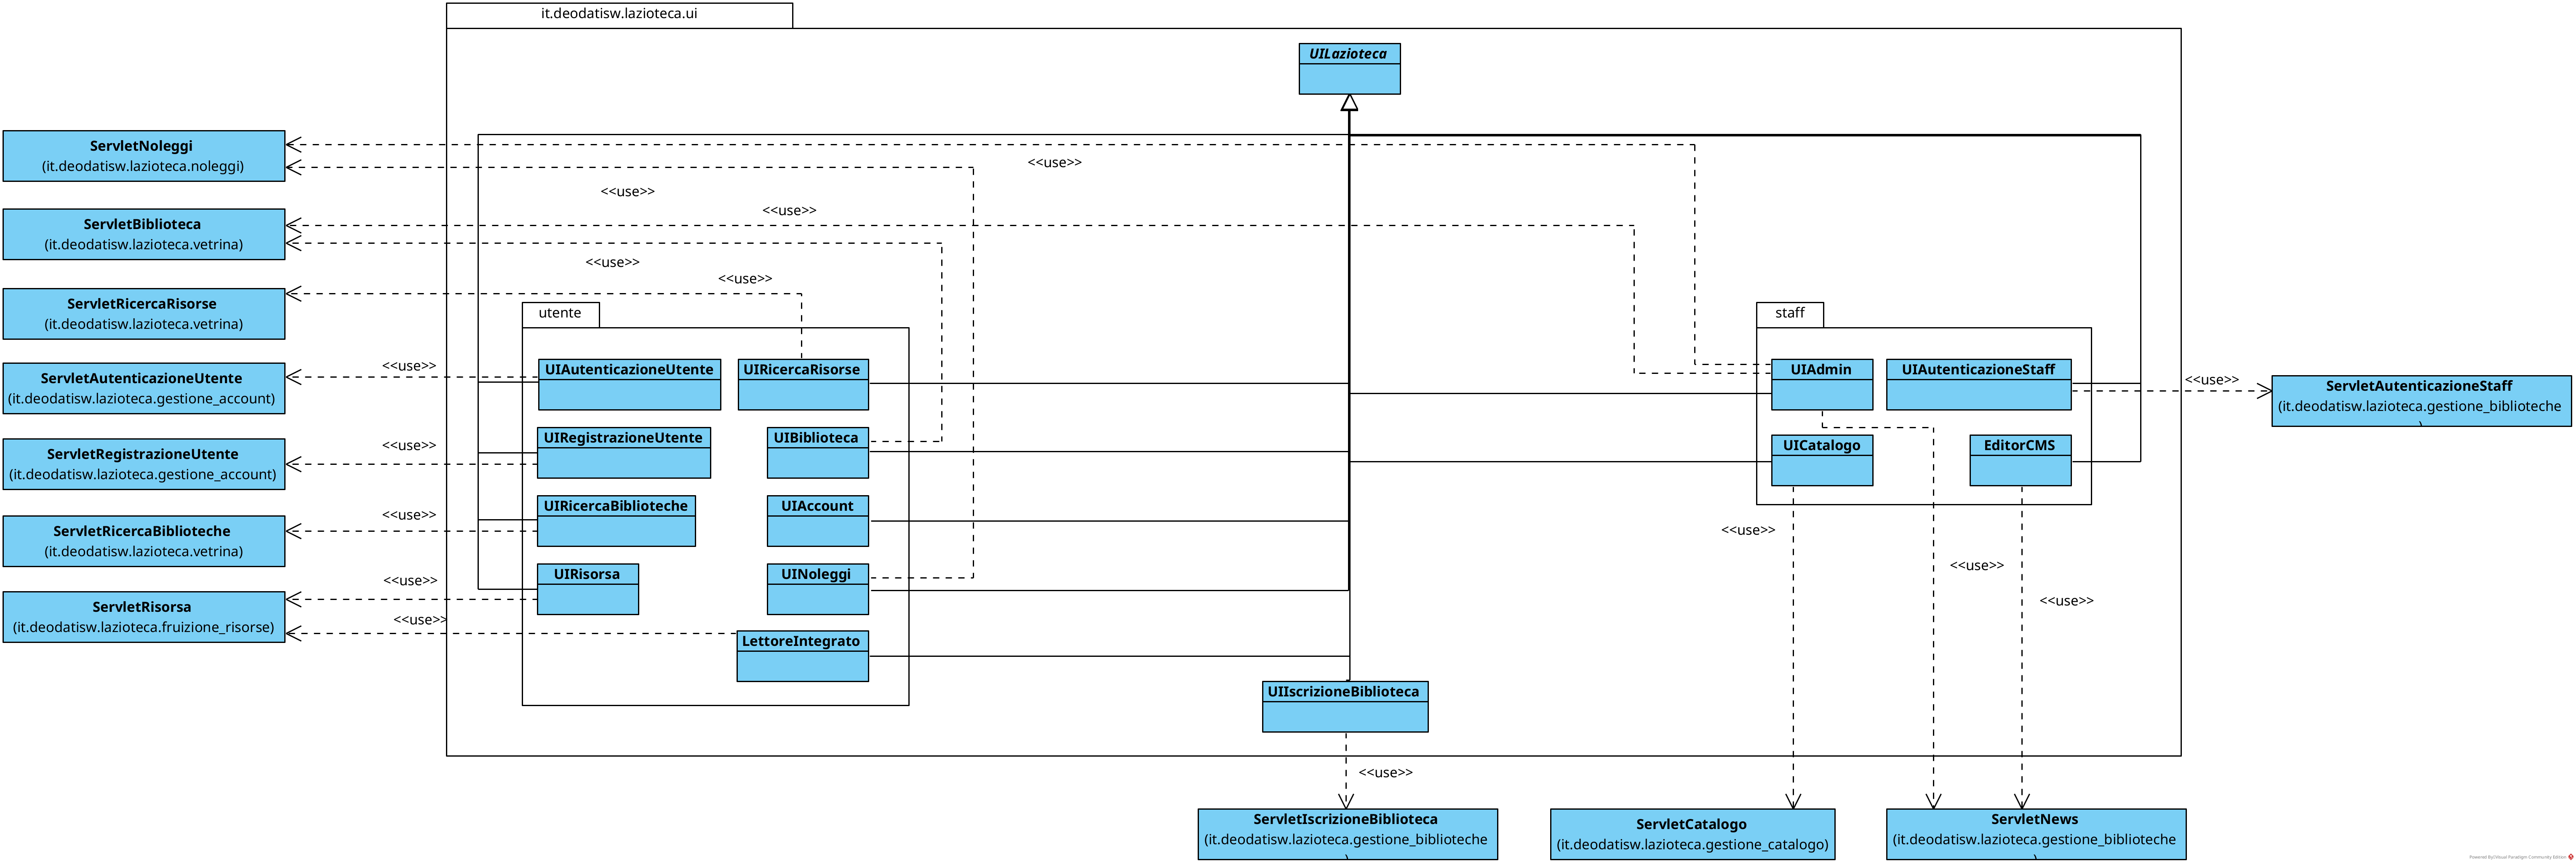 it.deodatisw.lazioteca.ui
UILazioteca
ServletNoleggi
(it.deodatisw.lazioteca.noleggi)
<<use>>
<<use>>
<<use>>
ServletBiblioteca
(it.deodatisw.lazioteca.vetrina)
<<use>>
<<use>>
ServletRicercaRisorse
(it.deodatisw.lazioteca.vetrina)
utente
staff
<<use>>
ServletAutenticazioneUtente
(it.deodatisw.lazioteca.gestione_account)
UIAutenticazioneUtente
UIRicercaRisorse
UIAdmin
UIAutenticazioneStaff
<<use>>
ServletAutenticazioneStaff
(it.deodatisw.lazioteca.gestione_biblioteche
)
<<use>>
ServletRegistrazioneUtente
(it.deodatisw.lazioteca.gestione_account)
UIRegistrazioneUtente
UIBiblioteca
UICatalogo
EditorCMS
<<use>>
ServletRicercaBiblioteche
(it.deodatisw.lazioteca.vetrina)
UIRicercaBiblioteche
UIAccount
<<use>>
<<use>>
<<use>>
<<use>>
ServletRisorsa
(it.deodatisw.lazioteca.fruizione_risorse)
<<use>>
UIRisorsa
UINoleggi
LettoreIntegrato
UIIscrizioneBiblioteca
<<use>>
ServletIscrizioneBiblioteca
(it.deodatisw.lazioteca.gestione_biblioteche
)
ServletCatalogo
(it.deodatisw.lazioteca.gestione_catalogo)
ServletNews
(it.deodatisw.lazioteca.gestione_biblioteche
)
Powered By Visual Paradigm Community Edition